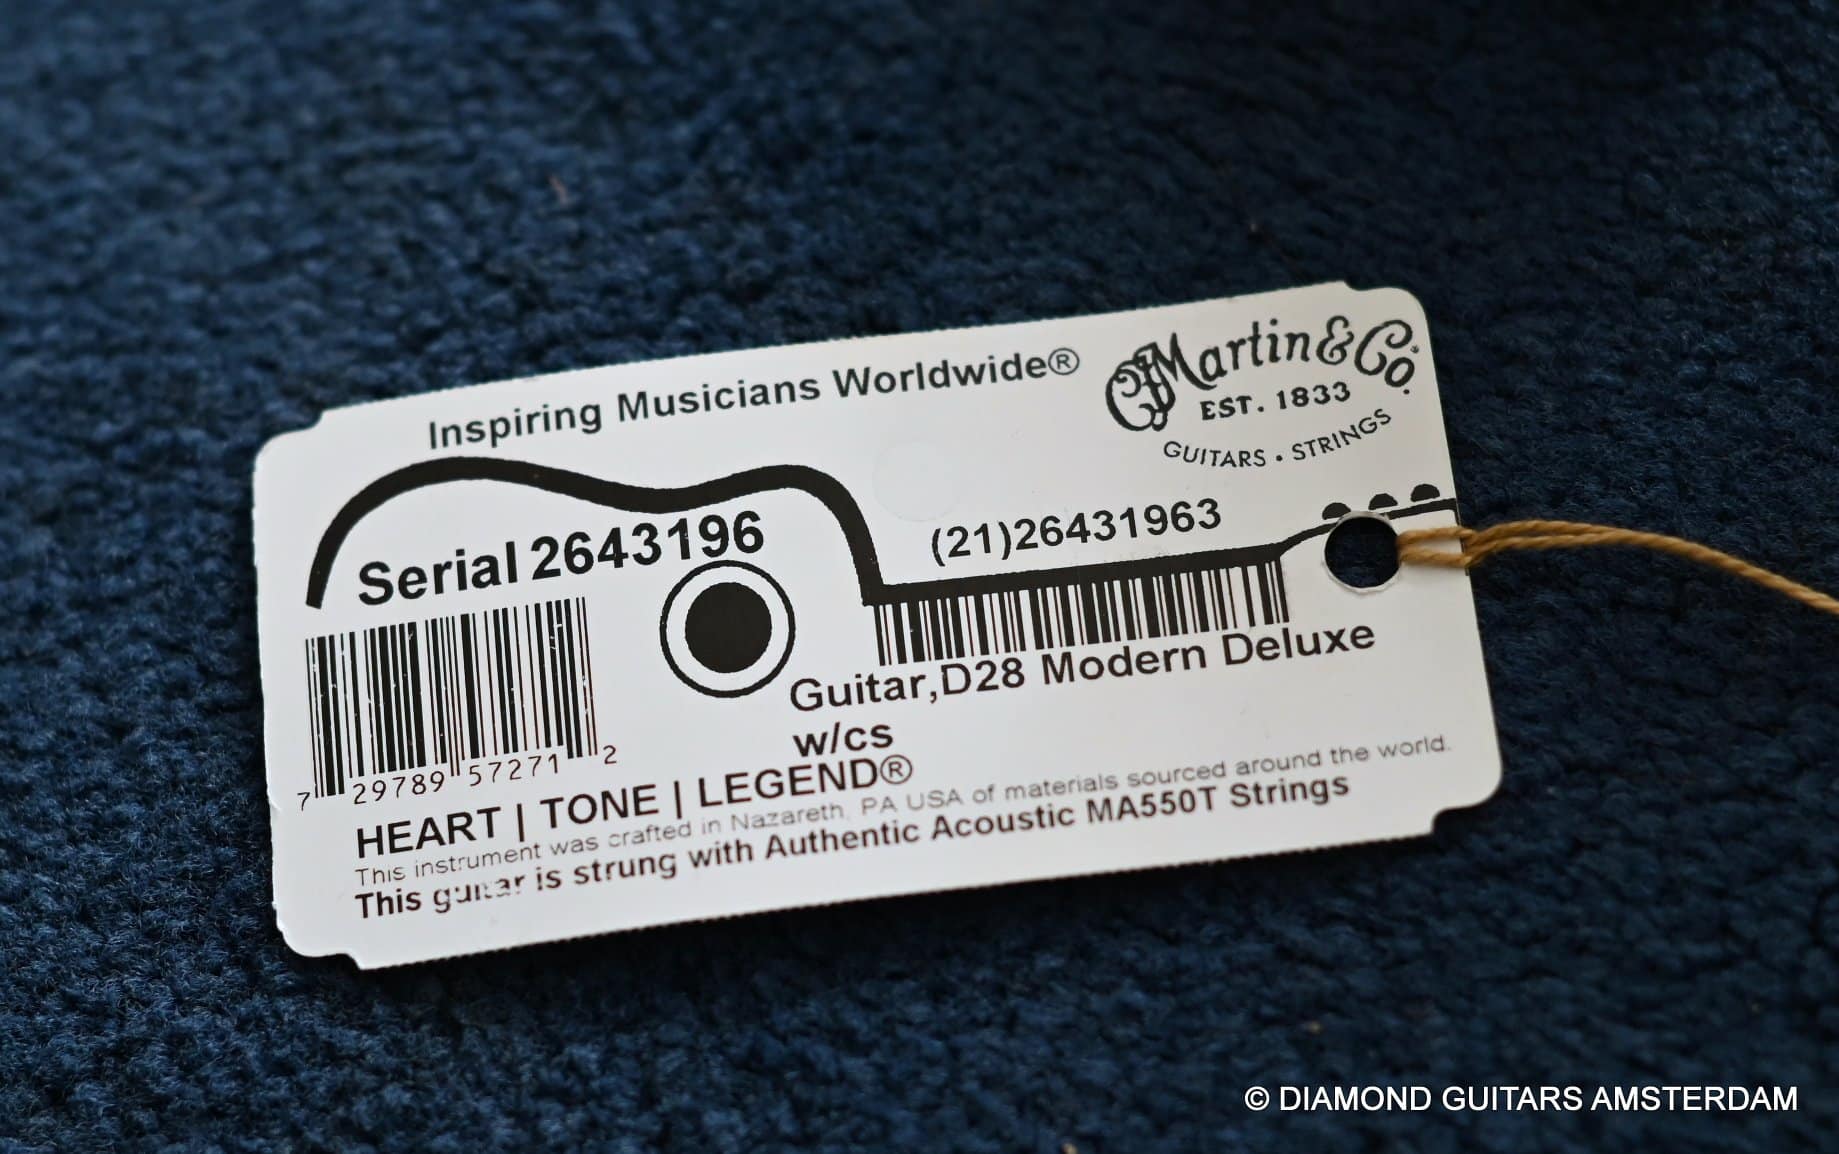 Inspiring Musicians Worldwide®
CF Martin & Co.
EST. 1833
GUITARS • STRINGS
Serial 2643196
(21)26431963
Guitar,D28 Modern Deluxe
w/cs
7 29789 57271 2
HEART | TONE | LEGEND®
This instrument was crafted in Nazareth, PA USA of materials sourced around the world.
This guitar is strung with Authentic Acoustic MA550T Strings
© DIAMOND GUITARS AMSTERDAM